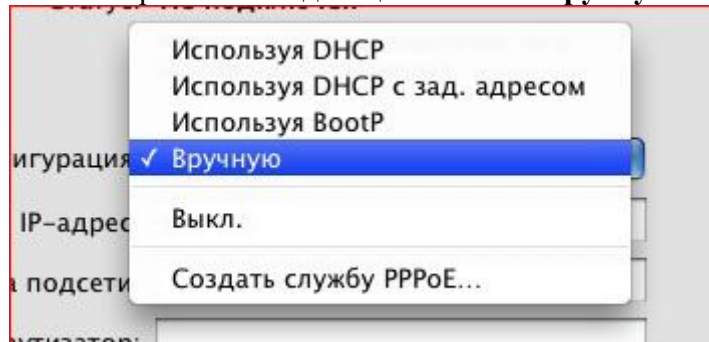 Используя DHCP
Используя DHCP с зад. адресом
Используя BootP
игурация ✓ Вручную
IP-адрес
Выкл.
подсети
Создать службу PPPoE...